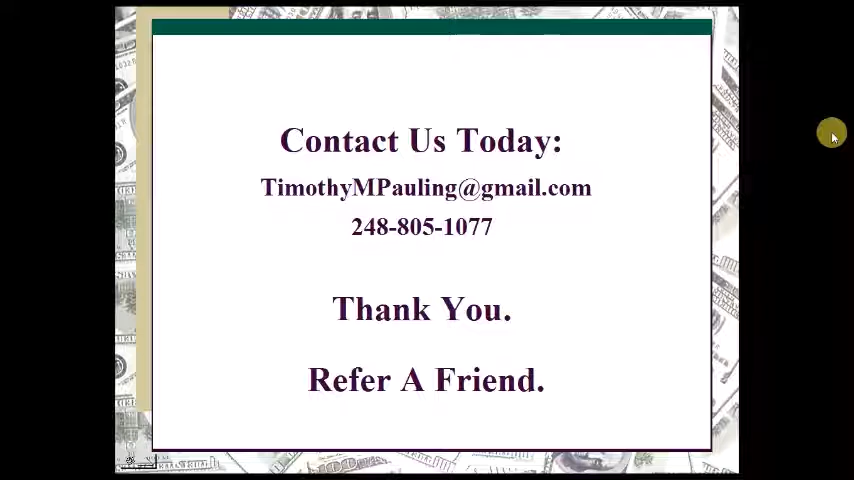 Contact Us Today:
TimothyMPauling@gmail.com
248-805-1077
Thank You.
Refer A Friend.